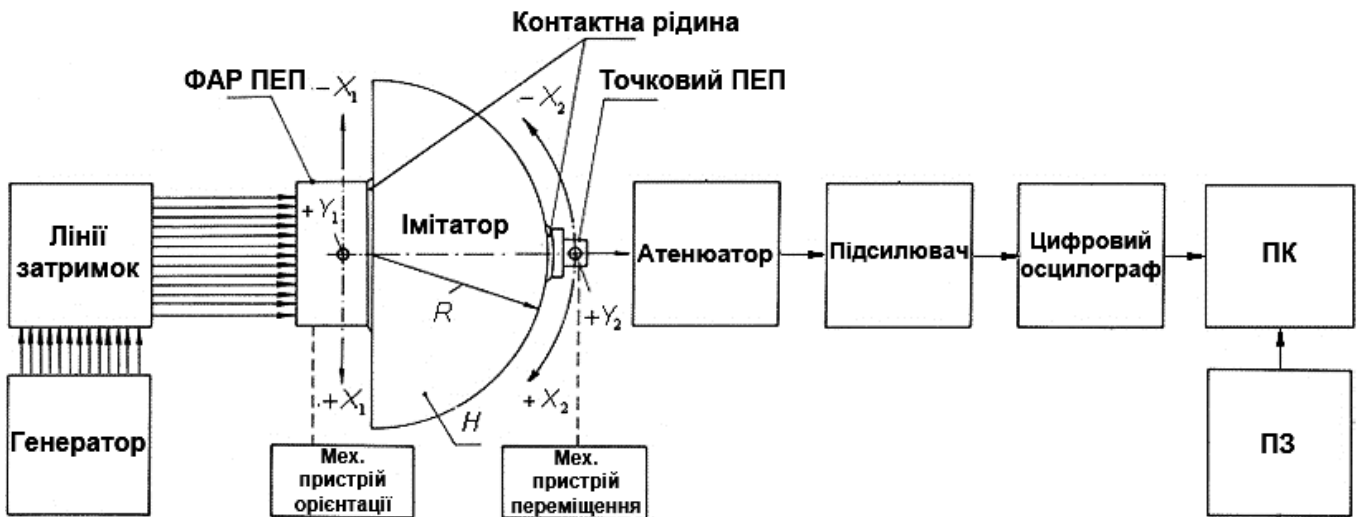 Контактна рідина
ФАР ПЕП
Точковий ПЕП
– X₁
– X₂
Лінії
затримок
+ Y₁
Імітатор
Атенюатор
Підсилювач
Цифровий
осцилограф
ПК
R
+ Y₂
+ X₁
+ X₂
H
Генератор
Мех.
пристрій
орієнтації
Мех.
пристрій
переміщення
ПЗ